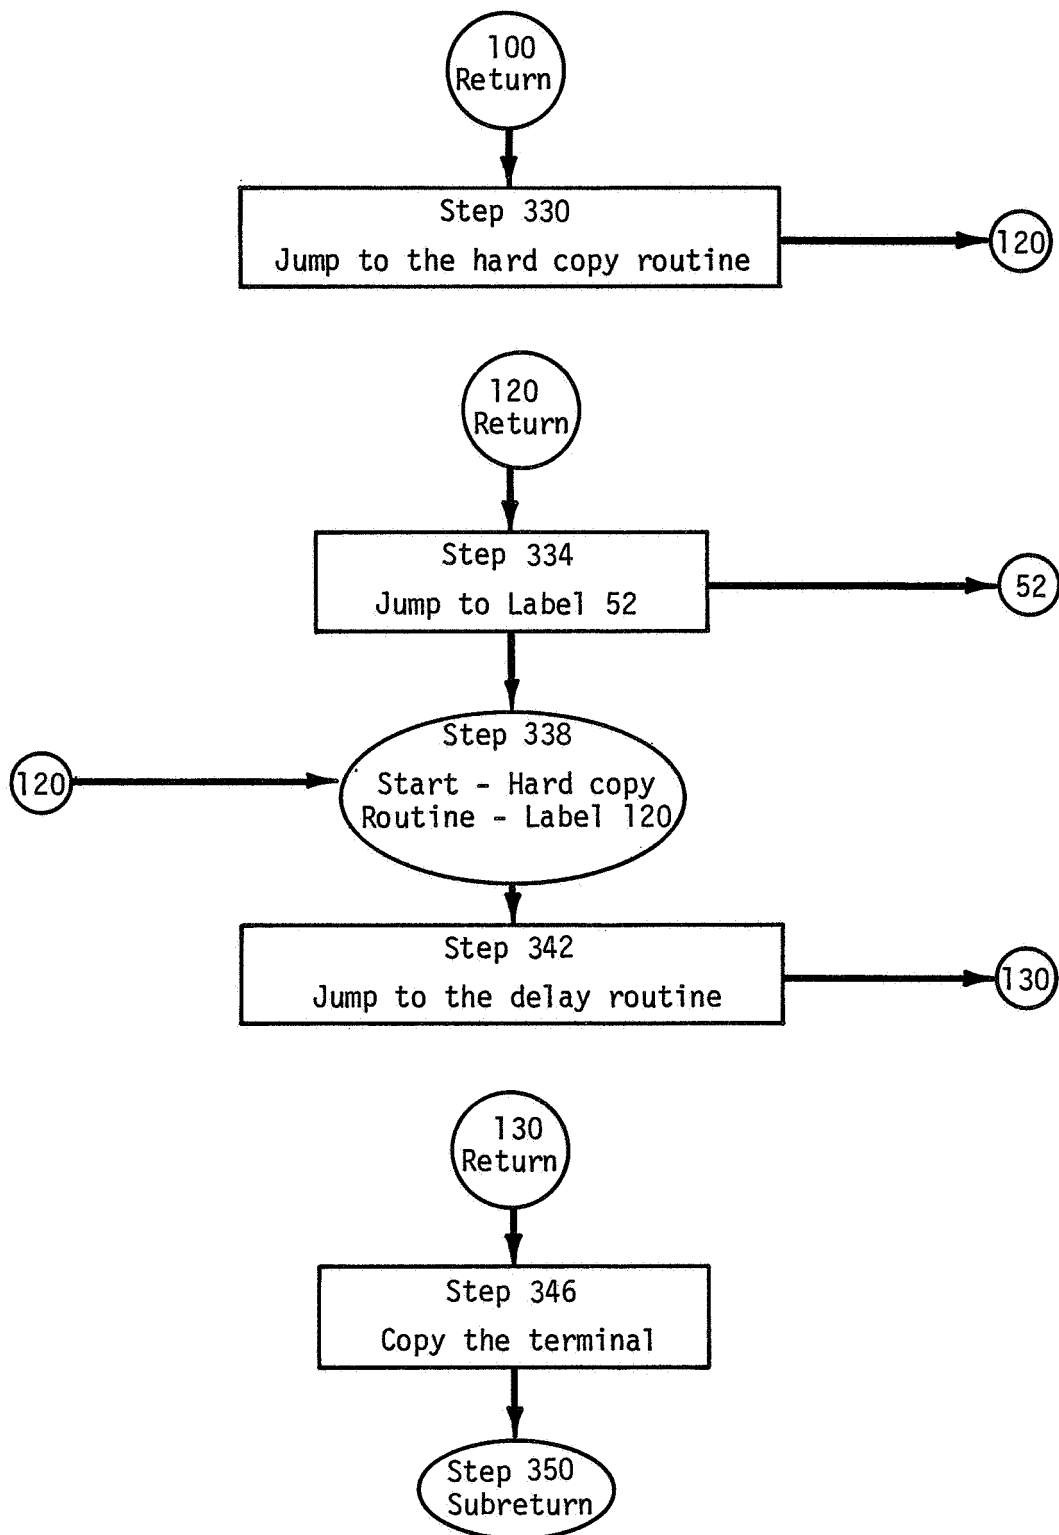 100
Return
Step 330
Jump to the hard copy routine
120
120
Return
Step 334
Jump to Label 52
52
Step 338
120
Start - Hard copy
Routine - Label 120
Step 342
Jump to the delay routine
130
130
Return
Step 346
Copy the terminal
Step 350
Subreturn